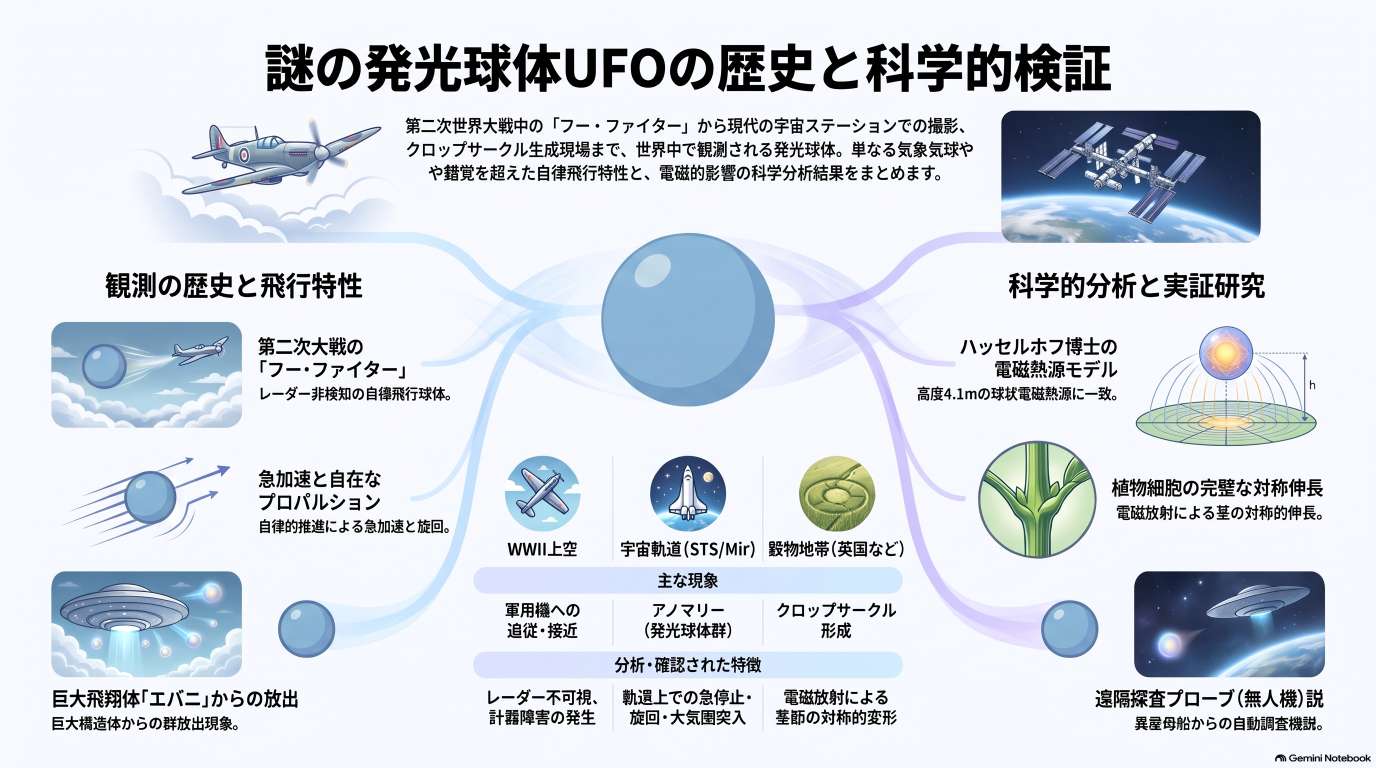 謎の発光球体UFOの歴史と科学的検証
第二次世界大戦中の「フー・ファイター」から現代の宇宙ステーションでの撮影、
クロップサークル生成現場まで、世界中で観測される発光球体。単なる気象気球や
や錯覚を超えた自律飛行特性と、電磁的影響の科学分析結果をまとめます。
観測の歴史と飛行特性
第二次大戦の
「フー・ファイター」
レーダー非検知の自律飛行球体。
急加速と自在な
プロパルション
自律的推進による急加速と旋回。
巨大飛翔体「エバニ」からの放出
巨大構造体からの群放出現象。
WWII上空
宇宙軌道（STS/Mir）
穀物地帯（英国など）
主な現象
軍用機への
追従・接近
アノマリー
（発光球体群）
クロップサークル
形成
分析・確認された特徴
レーダー不可視、
計器障害の発生
軌道上での急停止・
旋回・大気圏突入
電磁放射による
茎節の対称的変形
科学的分析と実証研究
ハッセルホフ博士の
電磁熱源モデル
高度4.1mの球状電磁熱源に一致。
h
植物細胞の完璧な対称伸長
電磁放射による茎の対称的伸長。
遠隔探査プローブ（無人機）説
異星母船からの自動調査機説。
Gemini Notebook